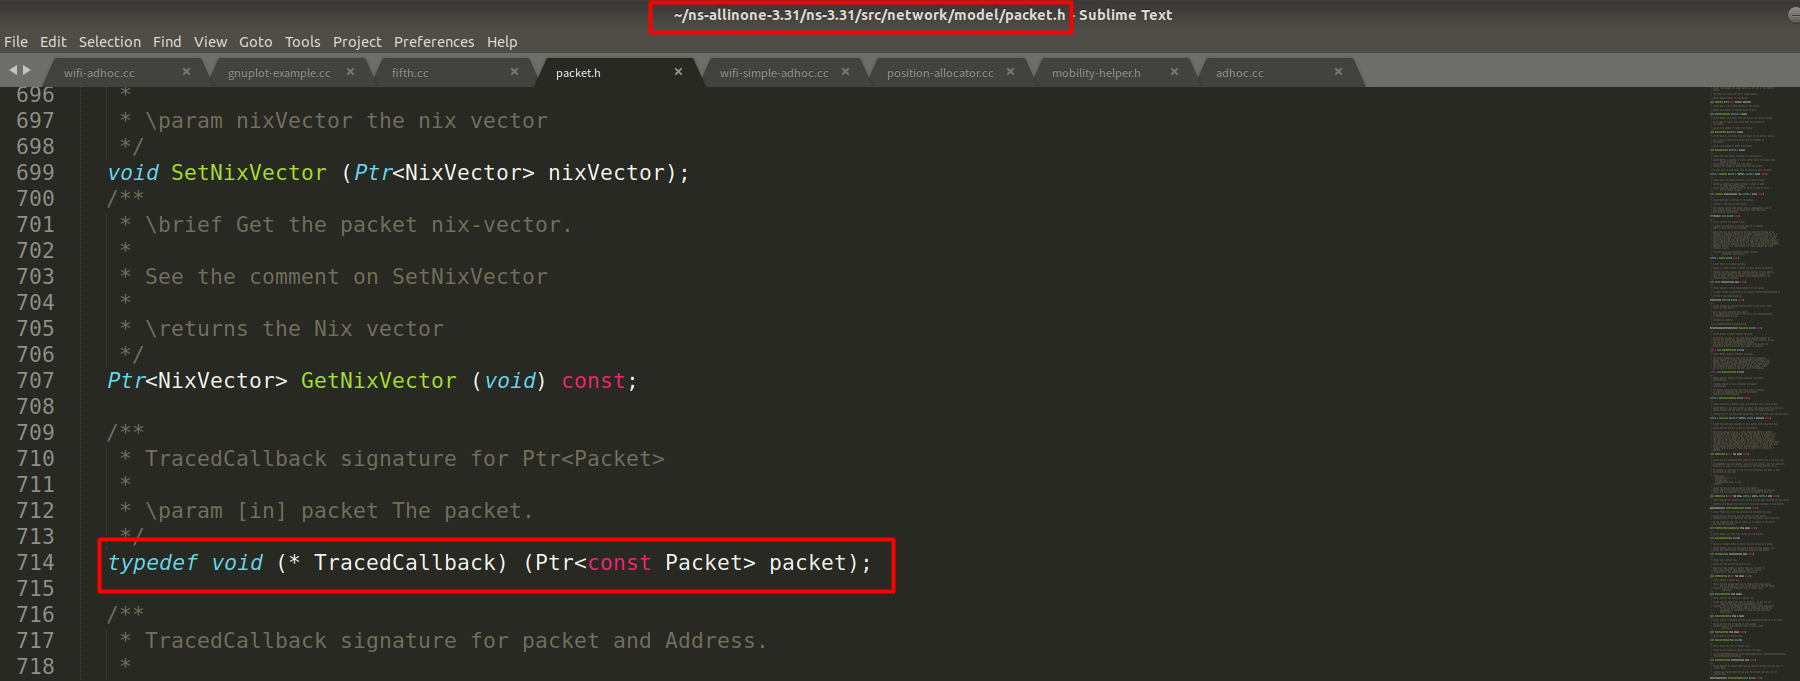 ~/ns-allinone-3.31/ns-3.31/src/network/model/packet.h - Sublime Text
File Edit Selection Find View Goto Tools Project Preferences Help
wifi-adhoc.cc × gnuplot-example.cc × fifth.cc × packet.h × wifi-simple-adhoc.cc × position-allocator.cc × mobility-helper.h × adhoc.cc ×
696 *
697 * \param nixVector the nix vector
698 */
699 void SetNixVector (Ptr<NixVector> nixVector);
700 /**
701 * \brief Get the packet nix-vector.
702 *
703 * See the comment on SetNixVector
704 *
705 * \returns the Nix vector
706 */
707 Ptr<NixVector> GetNixVector (void) const;
708
709 /**
710 * TracedCallback signature for Ptr<Packet>
711 *
712 * \param [in] packet The packet.
713 */
714 typedef void (* TracedCallback) (Ptr<const Packet> packet);
715
716 /**
717 * TracedCallback signature for packet and Address.
718 *